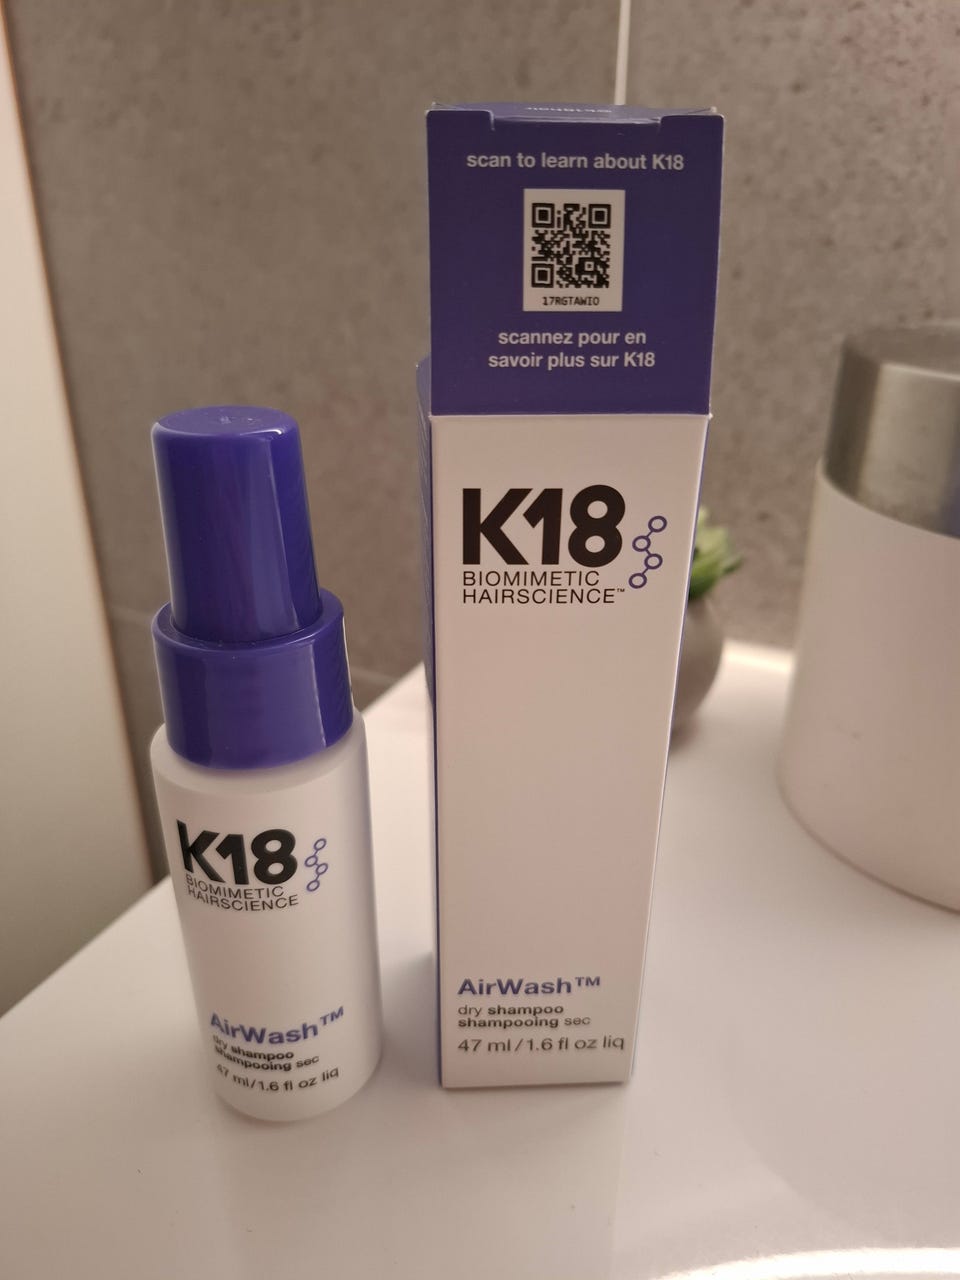 scan to learn about K18
17RGTAWIO
scannez pour en
savoir plus sur K18
K18
BIOMIMETIC
HAIRSCIENCE™
AirWash™
dry shampoo
shampooing sec
47 ml/1.6 fl oz liq
K18
BIOMIMETIC
HAIRSCIENCE
AirWash™
dry shampoo
shampooing sec
47 ml/1.6 fl oz liq